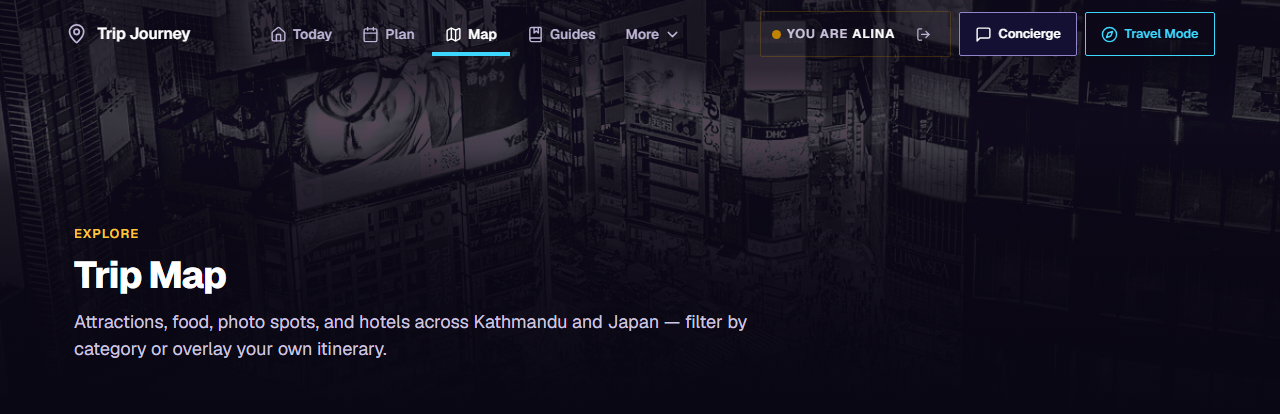 Trip Journey
Today
Plan
Map
Guides
More
YOU ARE ALINA
Concierge
Travel Mode
DHC
EXPLORE
Trip Map
Attractions, food, photo spots, and hotels across Kathmandu and Japan — filter by
category or overlay your own itinerary.